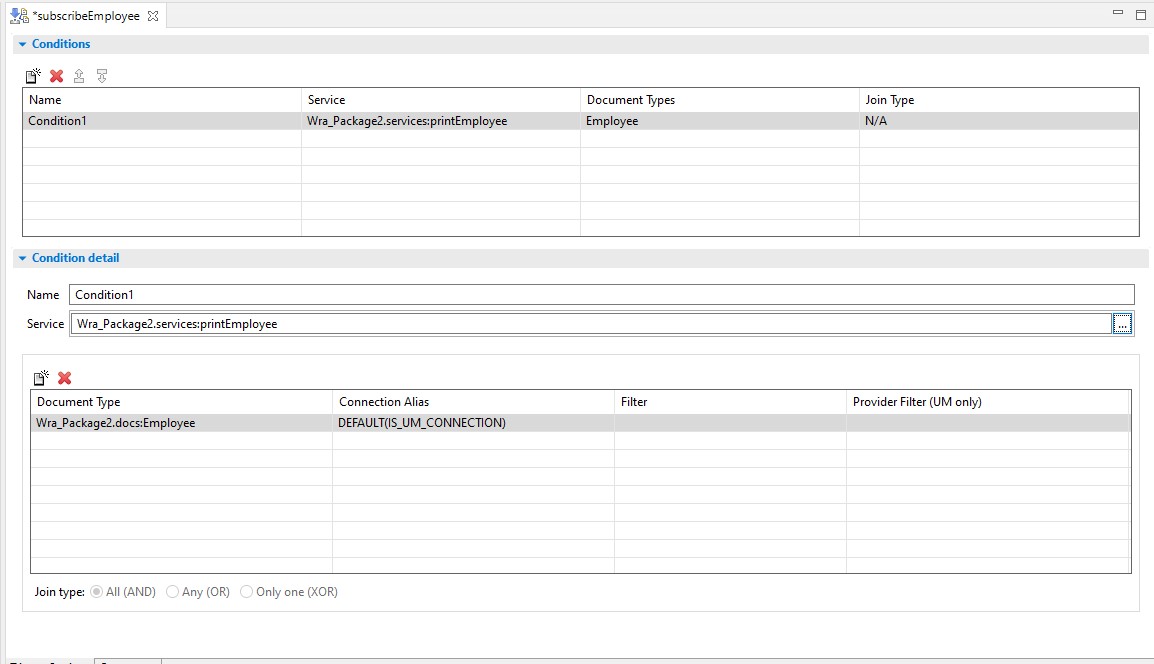 *subscribeEmployee
Conditions
Name Service Document Types Join Type
Condition1 Wra_Package2.services:printEmployee Employee N/A
Condition detail
Name Condition1
Service Wra_Package2.services:printEmployee ...
Document Type Connection Alias Filter Provider Filter (UM only)
Wra_Package2.docs:Employee DEFAULT(IS_UM_CONNECTION)
Join type: All (AND) Any (OR) Only one (XOR)